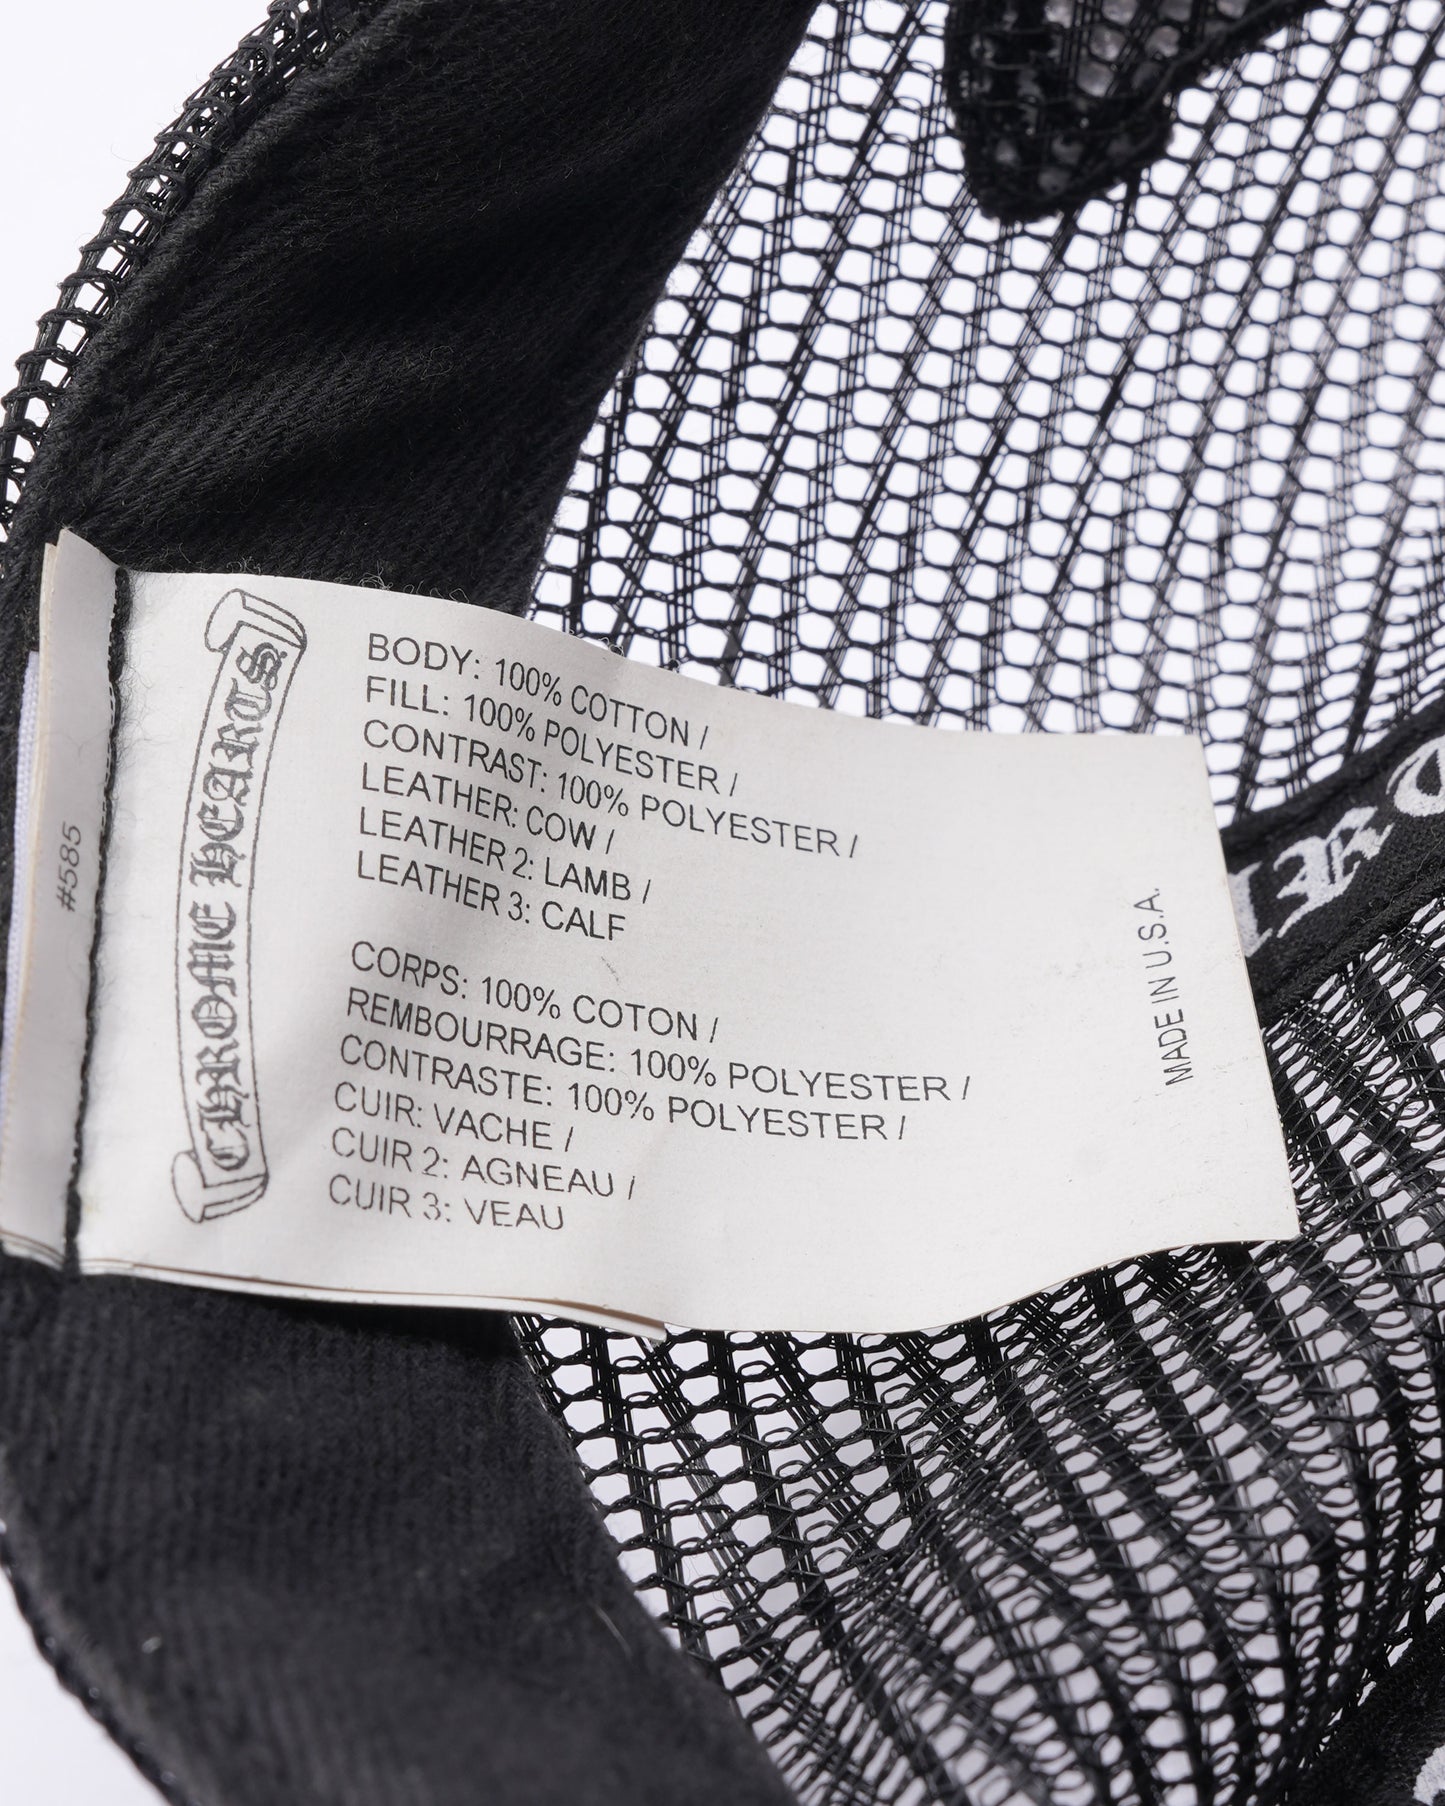 #585
CHROME HEARTS
BODY: 100% COTTON /
FILL: 100% POLYESTER /
CONTRAST: 100% POLYESTER /
LEATHER: COW /
LEATHER 2: LAMB /
LEATHER 3: CALF
CORPS: 100% COTON /
REMBOURRAGE: 100% POLYESTER /
CONTRASTE: 100% POLYESTER /
CUIR: VACHE /
CUIR 2: AGNEAU /
CUIR 3: VEAU
MADE IN U.S.A.